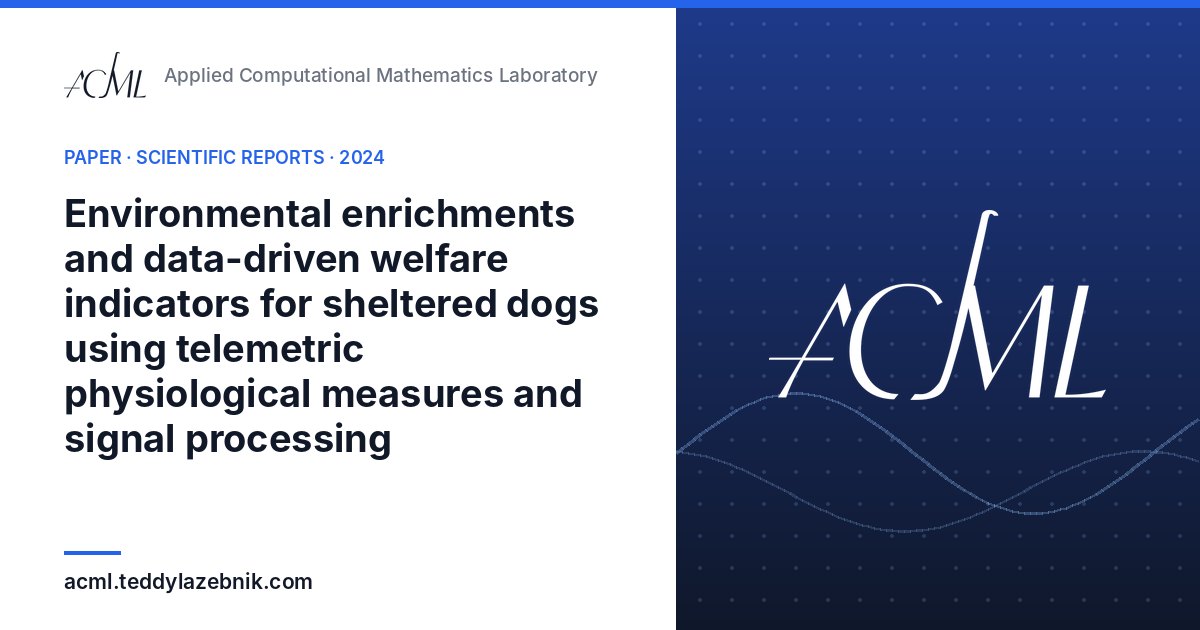 ACML Applied Computational Mathematics Laboratory
PAPER · SCIENTIFIC REPORTS · 2024
Environmental enrichments
and data-driven welfare
indicators for sheltered dogs
using telemetric
physiological measures and
signal processing
acml.teddylazebnik.com
ACML